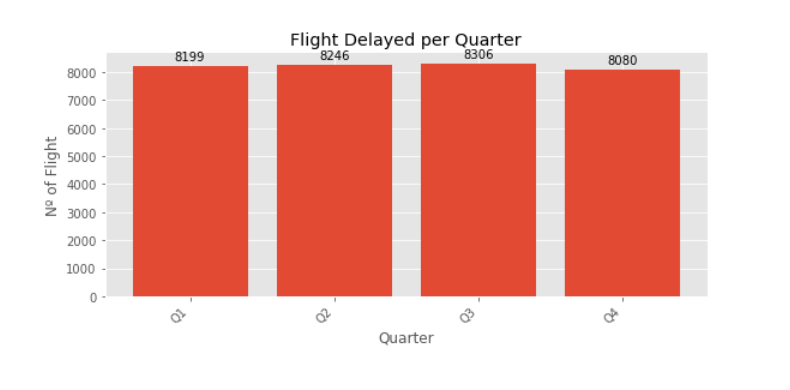 Flight Delayed per Quarter
8199
8246
8306
8080
8000
7000
6000
5000
4000
3000
2000
1000
0
Nº of Flight
Q1
Q2
Q3
Q4
Quarter